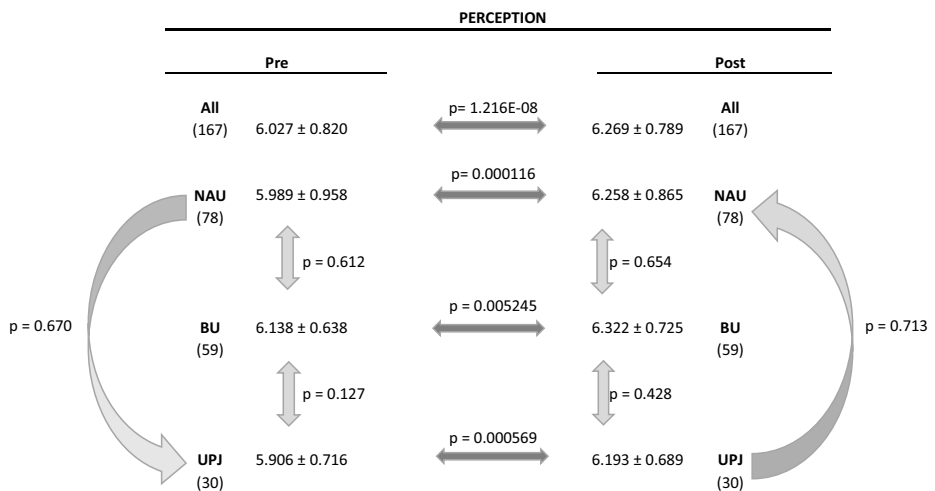 PERCEPTION
Pre Post
All p= 1.216E-08 All
(167) 6.027 ± 0.820 6.269 ± 0.789 (167)
p= 0.000116
NAU 5.989 ± 0.958 6.258 ± 0.865 NAU
(78) (78)
p = 0.612 p = 0.654
p = 0.005245
p = 0.670 BU 6.138 ± 0.638 6.322 ± 0.725 BU p = 0.713
(59) (59)
p = 0.127 p = 0.428
p = 0.000569
UPJ 5.906 ± 0.716 6.193 ± 0.689 UPJ
(30) (30)